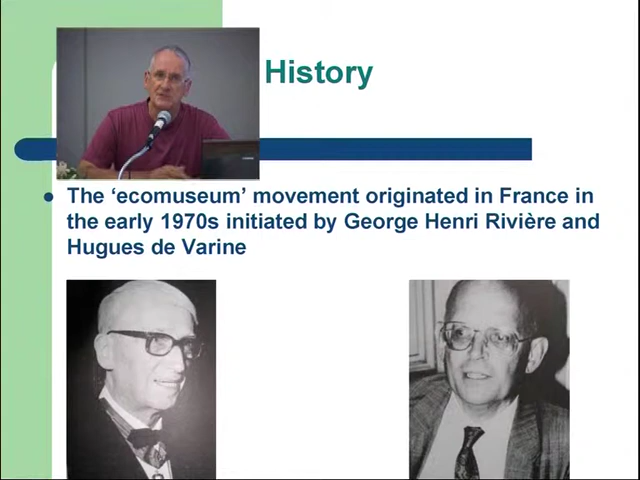 History
The ‘ecomuseum’ movement originated in France in
the early 1970s initiated by George Henri Rivière and
Hugues de Varine